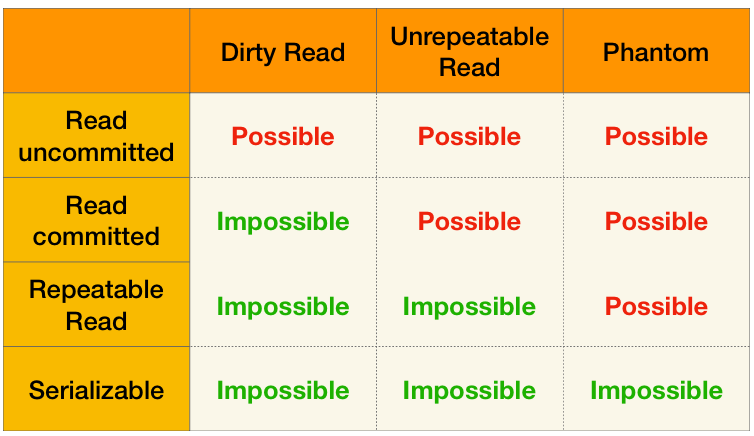 Dirty Read
Unrepeatable
Read
Phantom
Read
uncommitted
Possible
Possible
Possible
Read
committed
Impossible
Possible
Possible
Repeatable
Read
Impossible
Impossible
Possible
Serializable
Impossible
Impossible
Impossible